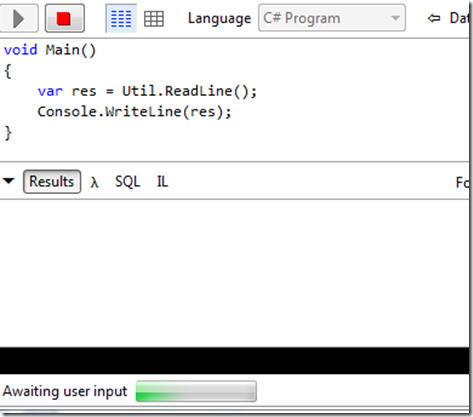 Language C# Program Da
void Main()
{
    var res = Util.ReadLine();
    Console.WriteLine(res);
}
Results λ SQL IL Fo
Awaiting user input